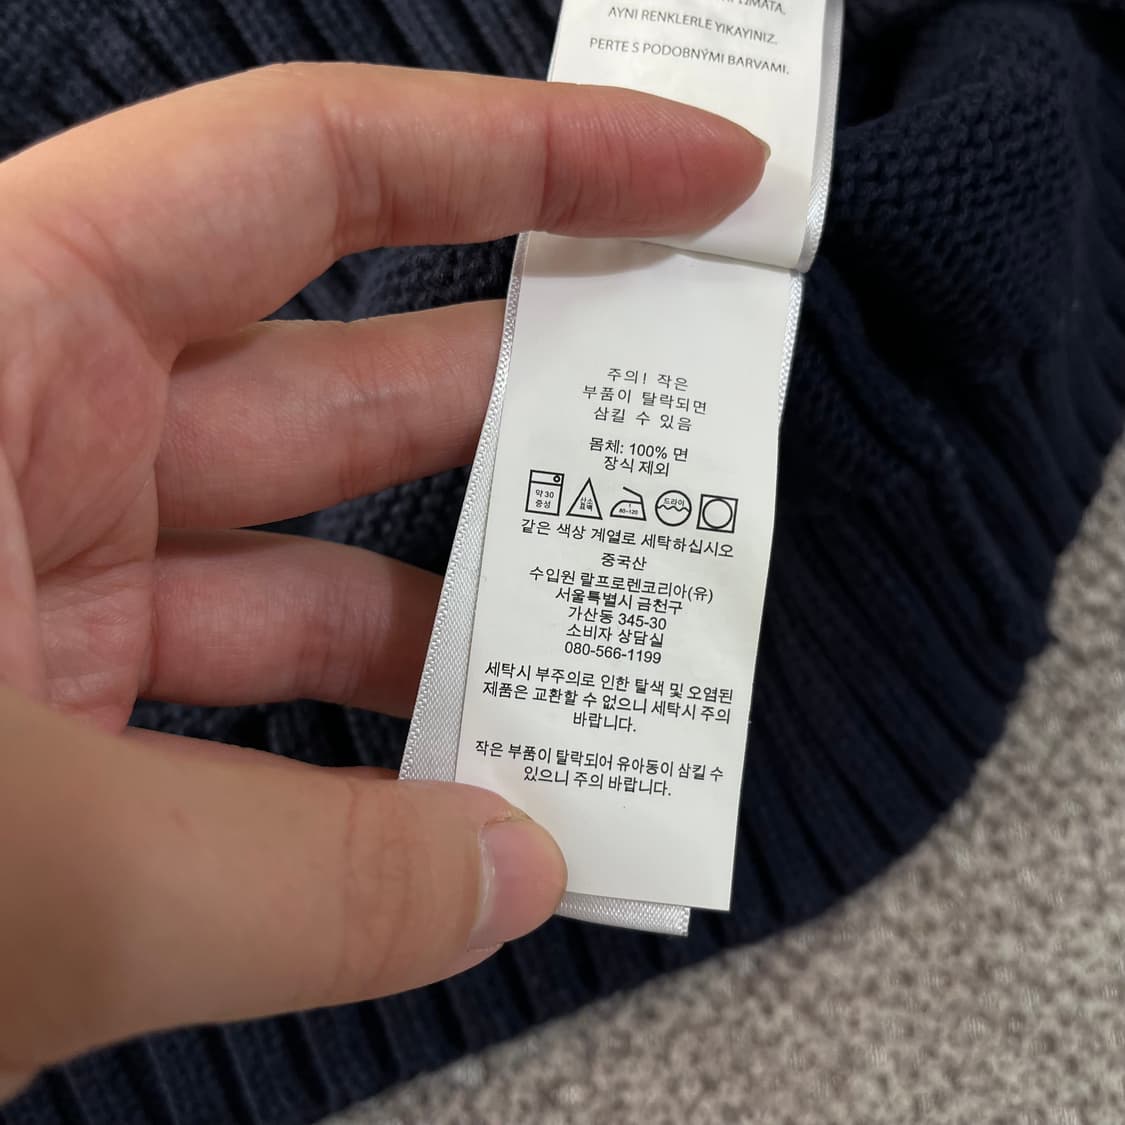 AYNI RENKLERLE YIKAYINIZ.
PERTE S PODOBNÝMI BARVAMI.
주의! 작은
부품이 탈락되면
삼킬 수 있음
몸체: 100% 면
장식 제외
약 30
중성
산소
표백
80-120
드라이
같은 색상 계열로 세탁하십시오
중국산
수입원 랄프로렌코리아(유)
서울특별시 금천구
가산동 345-30
소비자 상담실
080-566-1199
세탁시 부주의로 인한 탈색 및 오염된
제품은 교환할 수 없으니 세탁시 주의
바랍니다.
작은 부품이 탈락되어 유아동이 삼킬 수
있으니 주의 바랍니다.